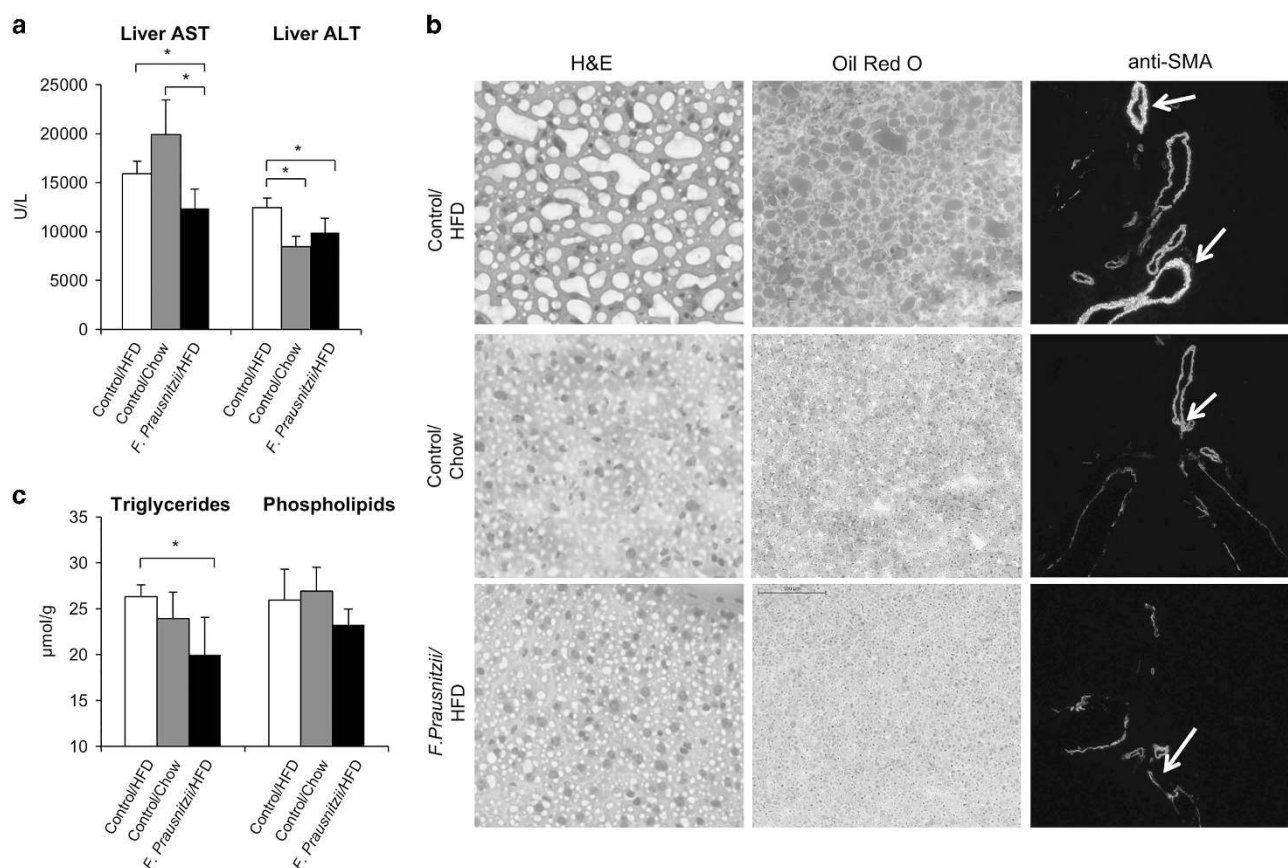 a
Liver AST
Liver ALT
*
*
*
*
25000
20000
15000
10000
5000
0
U/L
Control/HFD
Control/Chow
F. Prausnitzii/HFD
Control/HFD
Control/Chow
F. Prausnitzii/HFD
b
H&E
Oil Red O
anti-SMA
Control/
HFD
Control/
Chow
F.Prausnitzii/
HFD
c
Triglycerides
Phospholipids
*
35
30
25
20
15
10
µmol/g
Control/HFD
Control/Chow
F. Prausnitzii/HFD
Control/HFD
Control/Chow
F. Prausnitzii/HFD